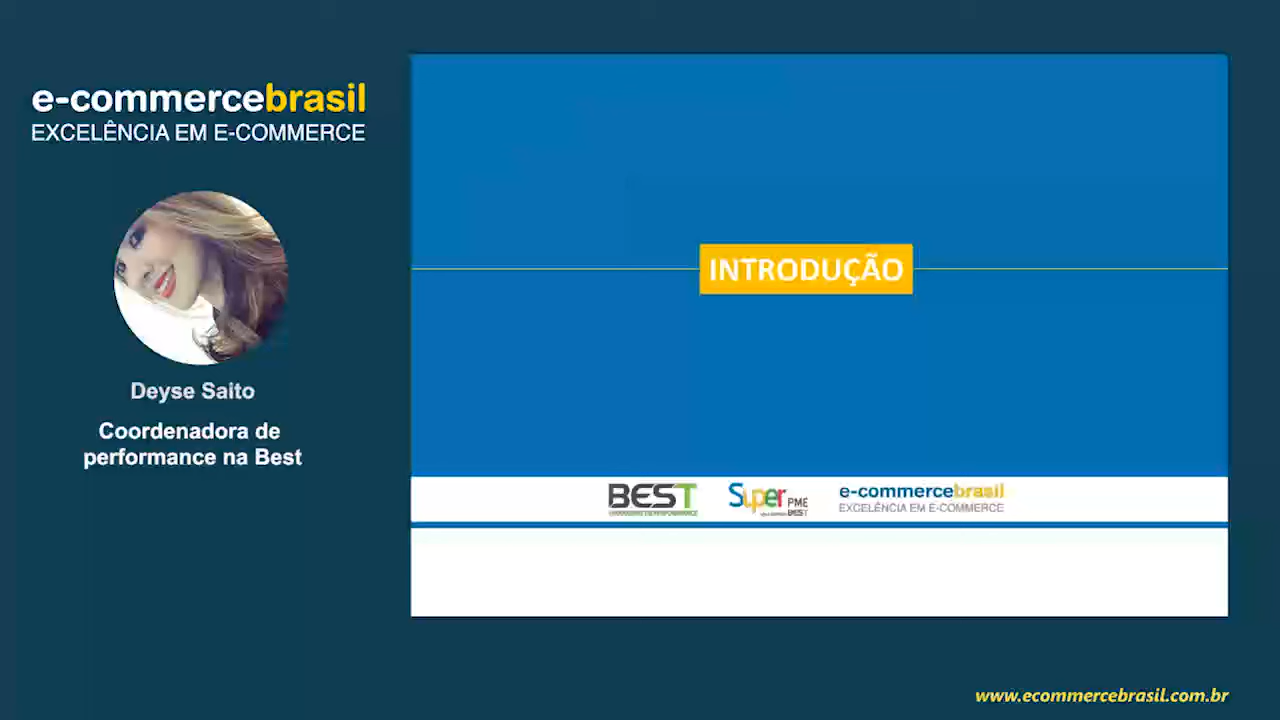 e-commercebrasil
EXCELÊNCIA EM E-COMMERCE
Deyse Saito
Coordenadora de
performance na Best
INTRODUÇÃO
BEST
Super PME
BEST
e-commercebrasil
EXCELÊNCIA EM E-COMMERCE
www.ecommercebrasil.com.br